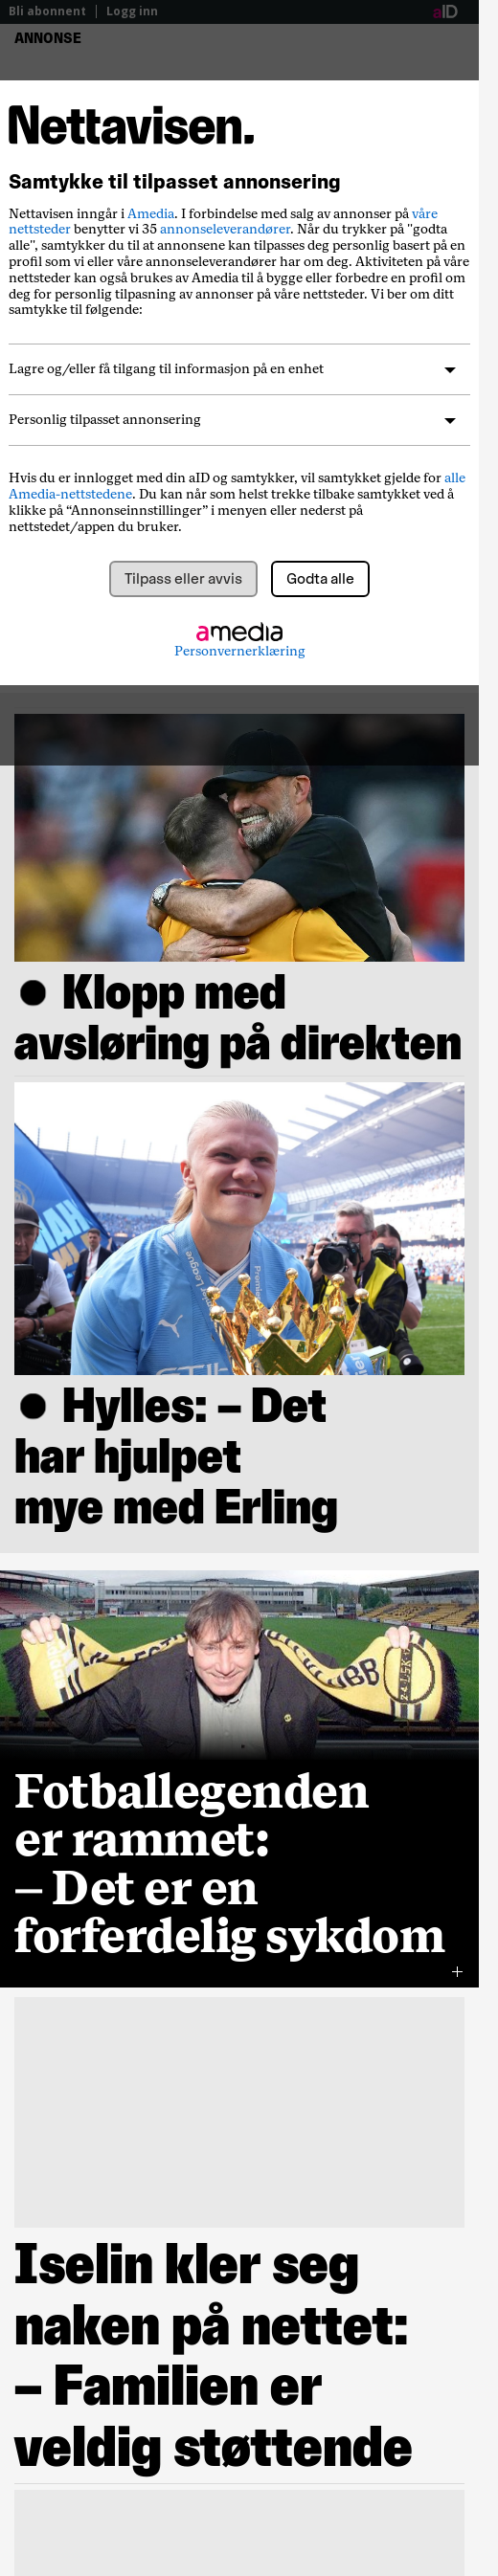 Bli abonnent | Logg inn
aID
ANNONSE
Nettavisen.
Samtykke til tilpasset annonsering
Nettavisen inngår i Amedia. I forbindelse med salg av annonser på våre
nettsteder benytter vi 35 annonseleverandører. Når du trykker på "godta
alle", samtykker du til at annonsene kan tilpasses deg personlig basert på en
profil som vi eller våre annonseleverandører har om deg. Aktiviteten på våre
nettsteder kan også brukes av Amedia til å bygge eller forbedre en profil om
deg for personlig tilpasning av annonser på våre nettsteder. Vi ber om ditt
samtykke til følgende:
Lagre og/eller få tilgang til informasjon på en enhet
Personlig tilpasset annonsering
Hvis du er innlogget med din aID og samtykker, vil samtykket gjelde for alle
Amedia-nettstedene. Du kan når som helst trekke tilbake samtykket ved å
klikke på “Annonseinnstillinger” i menyen eller nederst på
nettstedet/appen du bruker.
Tilpass eller avvis
Godta alle
amedia
Personvernerklæring
Klopp med
avsløring på direkten
Hylles: – Det
har hjulpet
mye med Erling
Fotballegenden
er rammet:
– Det er en
forferdelig sykdom
+
Iselin kler seg
naken på nettet:
– Familien er
veldig støttende